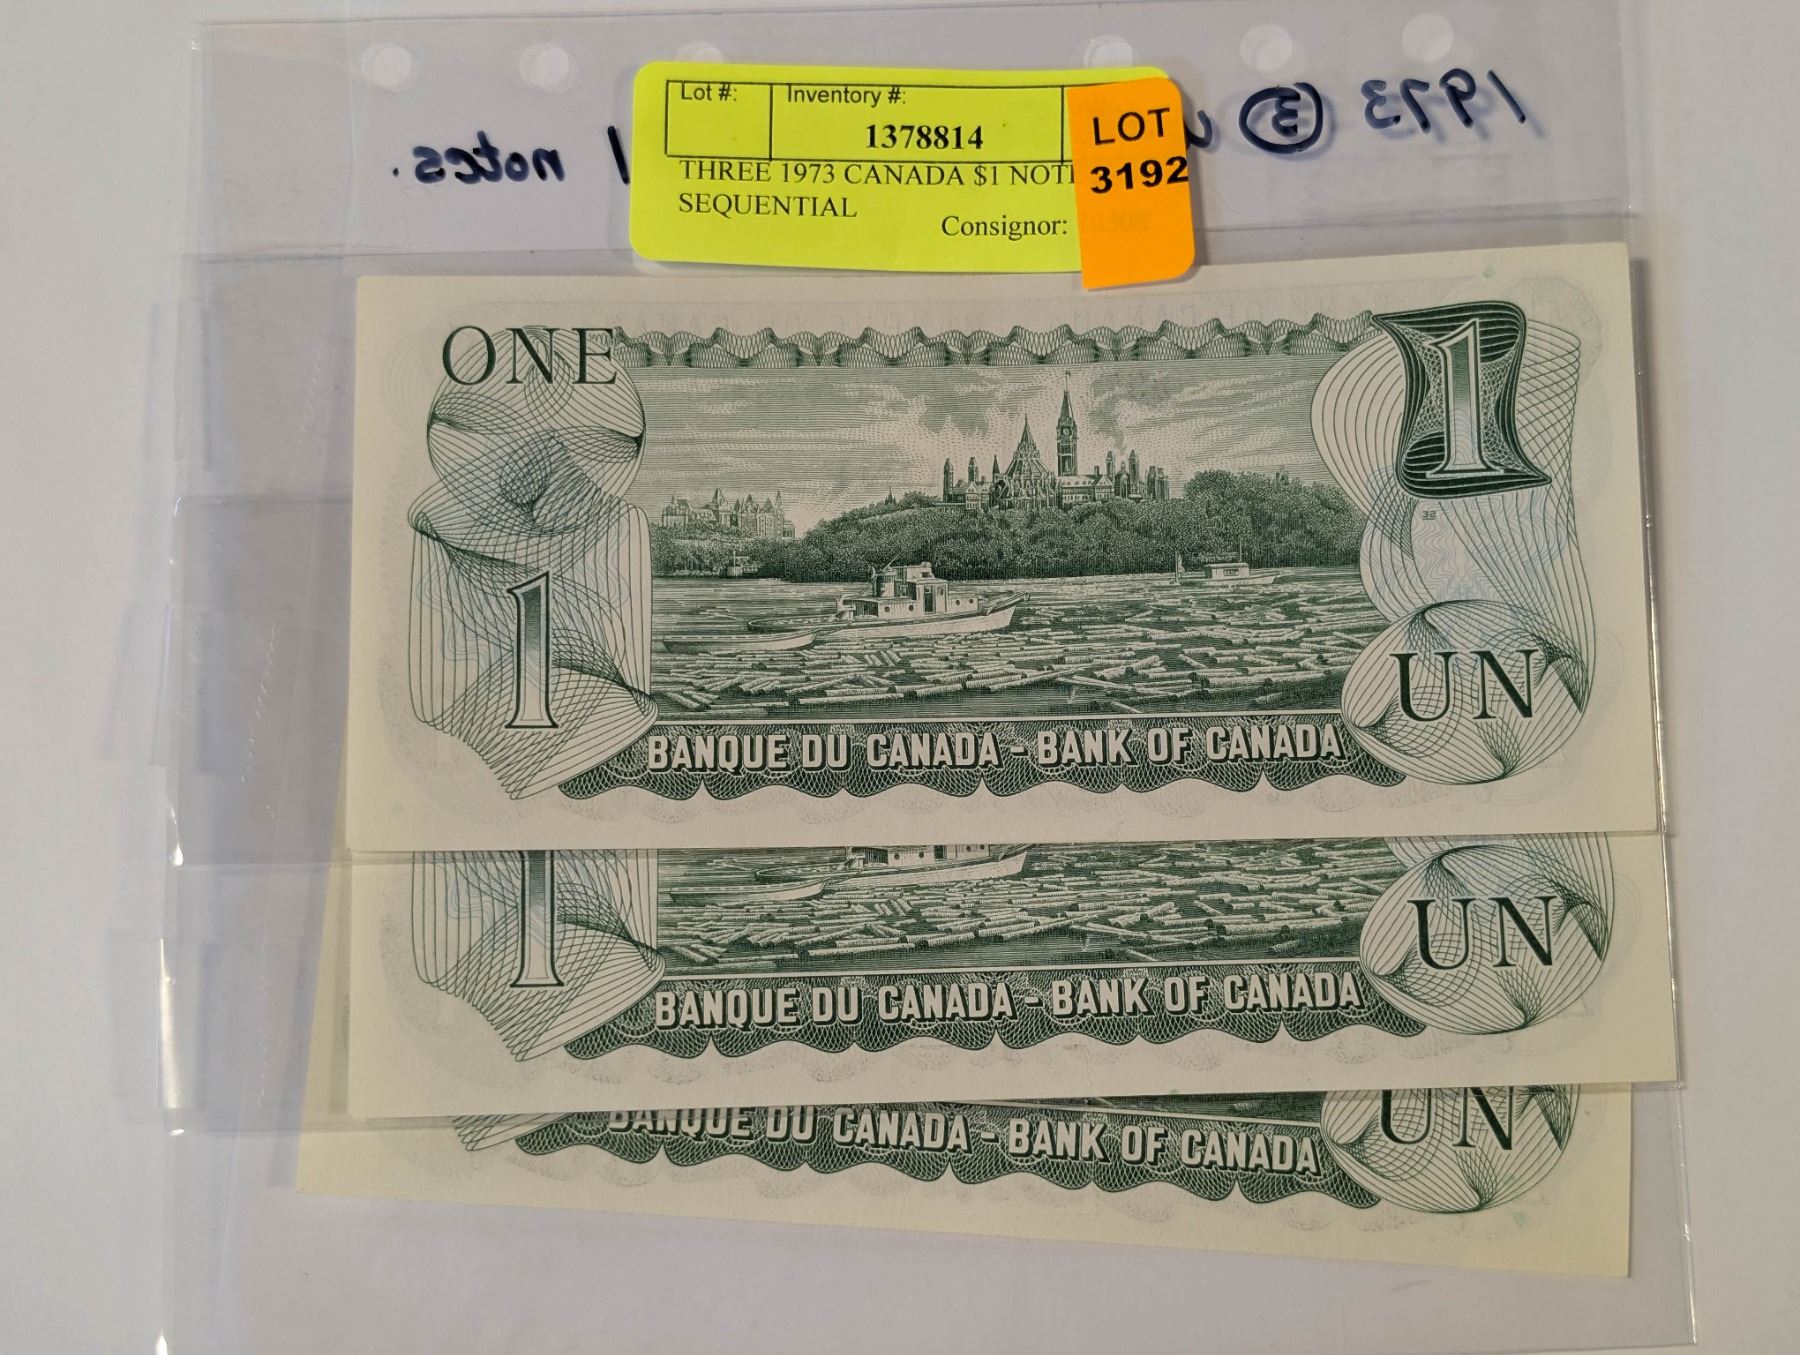 1973 ③
1 notes.
Lot #:
Inventory #:
1378814
THREE 1973 CANADA $1 NOT
SEQUENTIAL
Consignor:
LOT
3192
ONE
1
1
UN
BANQUE DU CANADA - BANK OF CANADA
1
UN
BANQUE DU CANADA - BANK OF CANADA
UN
BANQUE DU CANADA - BANK OF CANADA